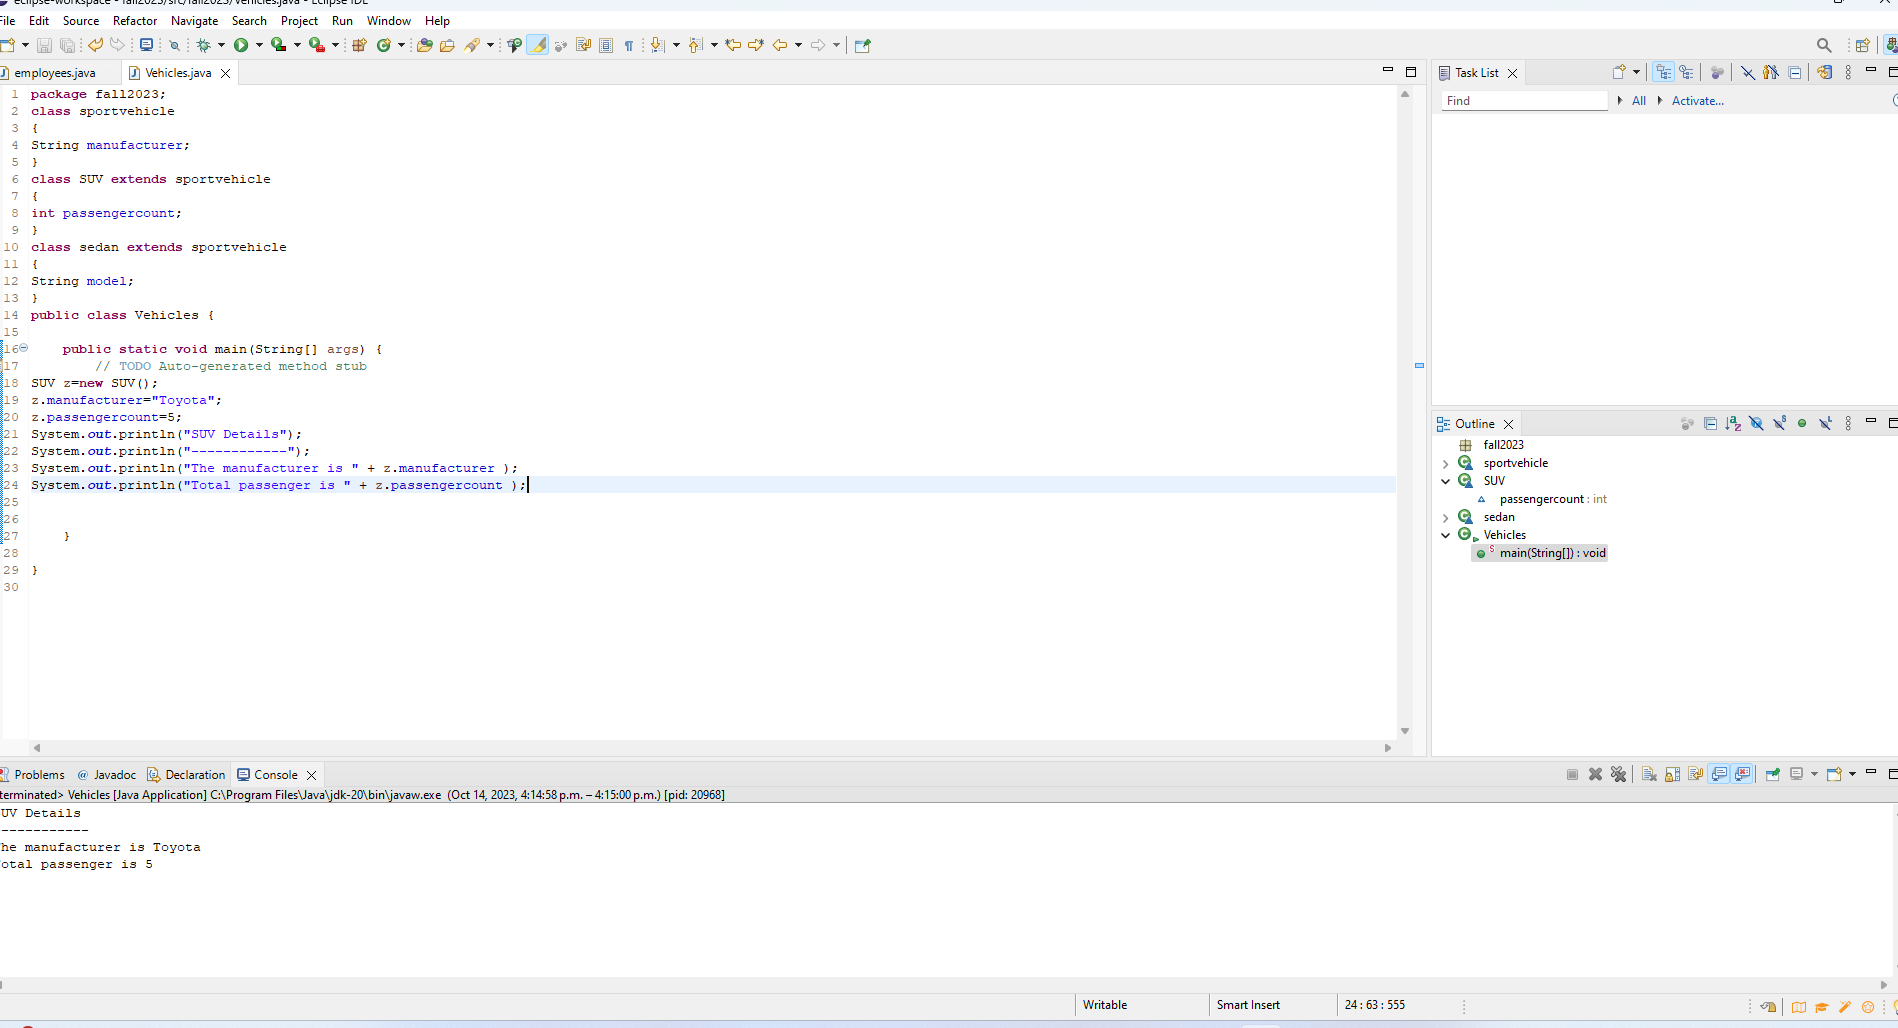 eclipse-workspace - fall2023/src/fall2023/Vehicles.java - Eclipse IDE
File Edit Source Refactor Navigate Search Project Run Window Help
employees.java Vehicles.java
1 package fall2023;
2 class sportvehicle
3 {
4 String manufacturer;
5 }
6 class SUV extends sportvehicle
7 {
8 int passengercount;
9 }
10 class sedan extends sportvehicle
11 {
12 String model;
13 }
14 public class Vehicles {
15
16 public static void main(String[] args) {
17 // TODO Auto-generated method stub
18 SUV z=new SUV();
19 z.manufacturer="Toyota";
20 z.passengercount=5;
21 System.out.println("SUV Details");
22 System.out.println("------------");
23 System.out.println("The manufacturer is " + z.manufacturer );
24 System.out.println("Total passenger is " + z.passengercount );
25
26
27 }
28
29 }
30
Task List
Find All Activate...
Outline
fall2023
sportvehicle
SUV
passengercount : int
sedan
Vehicles
main(String[]) : void
Problems @ Javadoc Declaration Console
terminated> Vehicles [Java Application] C:\Program Files\Java\jdk-20\bin\javaw.exe (Oct 14, 2023, 4:14:58 p.m. – 4:15:00 p.m.) [pid: 20968]
UV Details
-----------
he manufacturer is Toyota
otal passenger is 5
Writable Smart Insert 24 : 63 : 555